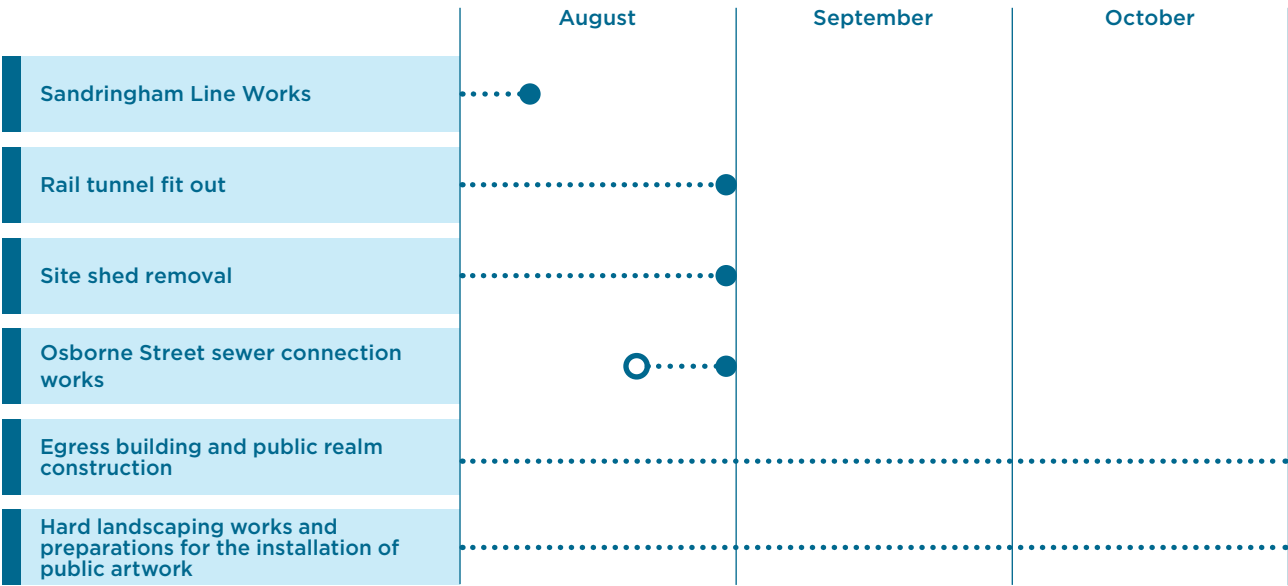 August
September
October
Sandringham Line Works
Rail tunnel fit out
Site shed removal
Osborne Street sewer connection
works
Egress building and public realm
construction
Hard landscaping works and
preparations for the installation of
public artwork